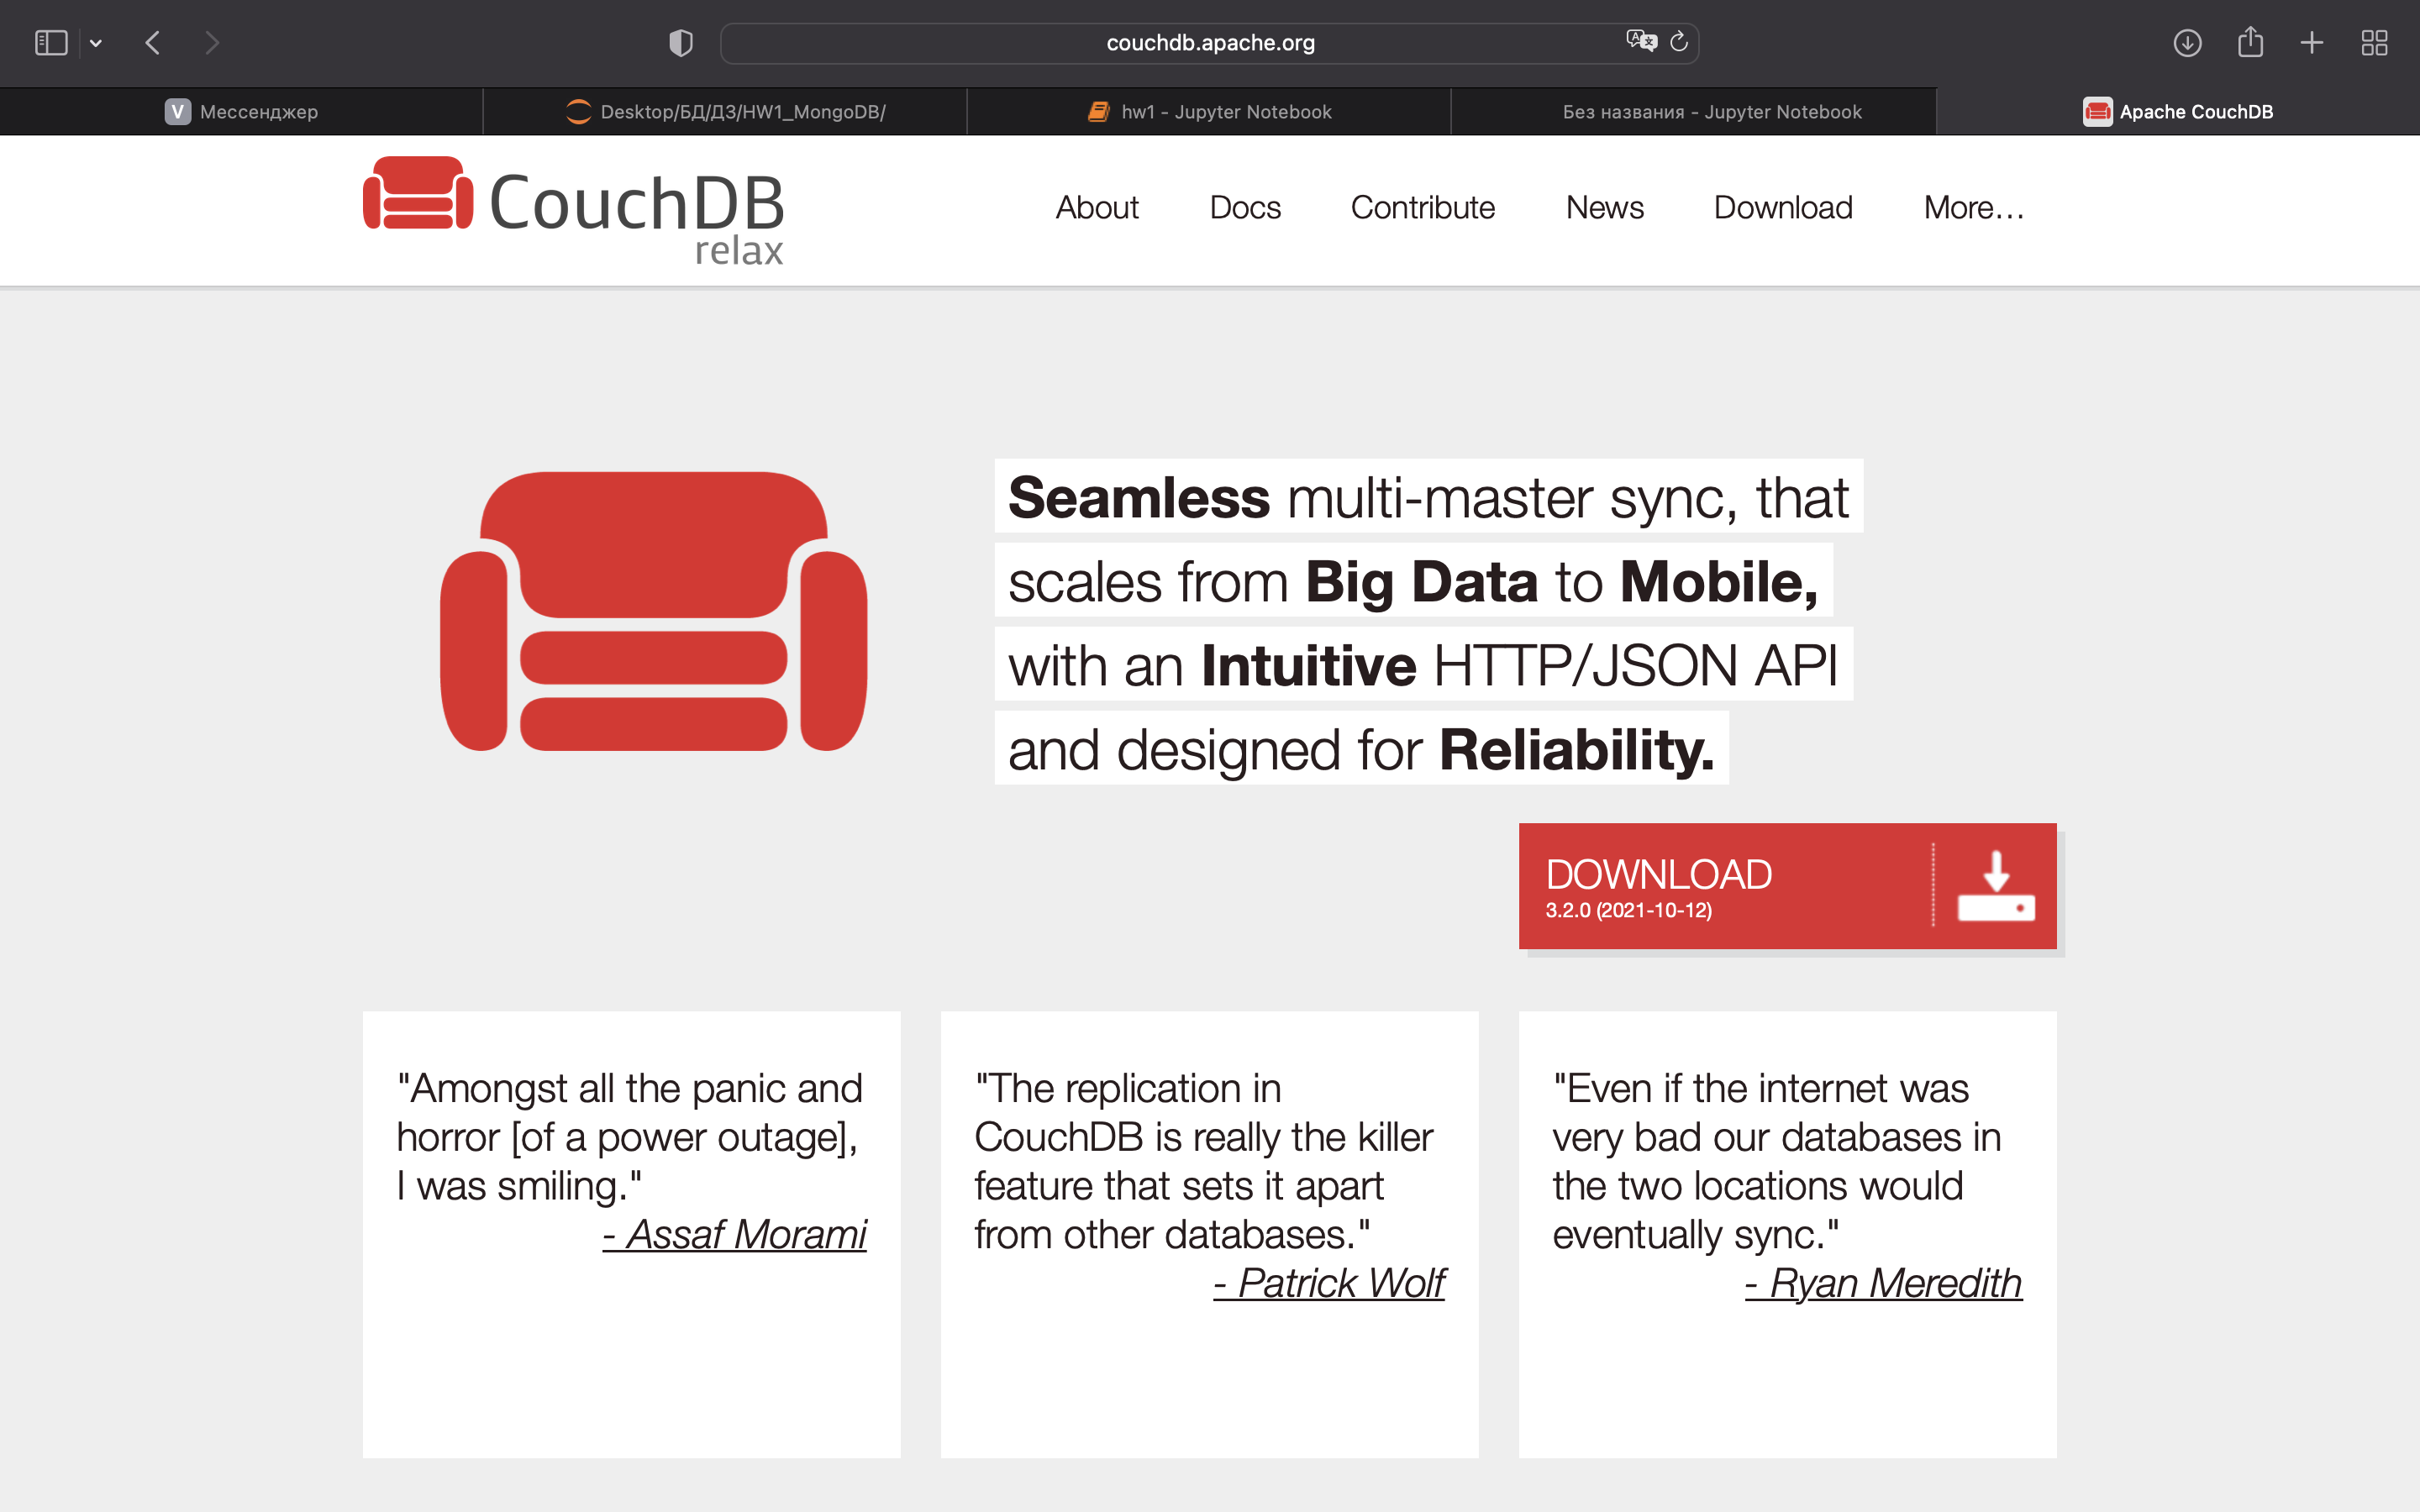 couchdb.apache.org
V Мессенджер
Desktop/БД/ДЗ/HW1_MongoDB/
hw1 - Jupyter Notebook
Без названия - Jupyter Notebook
Apache CouchDB
CouchDB
relax
About
Docs
Contribute
News
Download
More…
Seamless multi-master sync, that
scales from Big Data to Mobile,
with an Intuitive HTTP/JSON API
and designed for Reliability.
DOWNLOAD
3.2.0 (2021-10-12)
"Amongst all the panic and
horror [of a power outage],
I was smiling."
- Assaf Morami
"The replication in
CouchDB is really the killer
feature that sets it apart
from other databases."
- Patrick Wolf
"Even if the internet was
very bad our databases in
the two locations would
eventually sync."
- Ryan Meredith